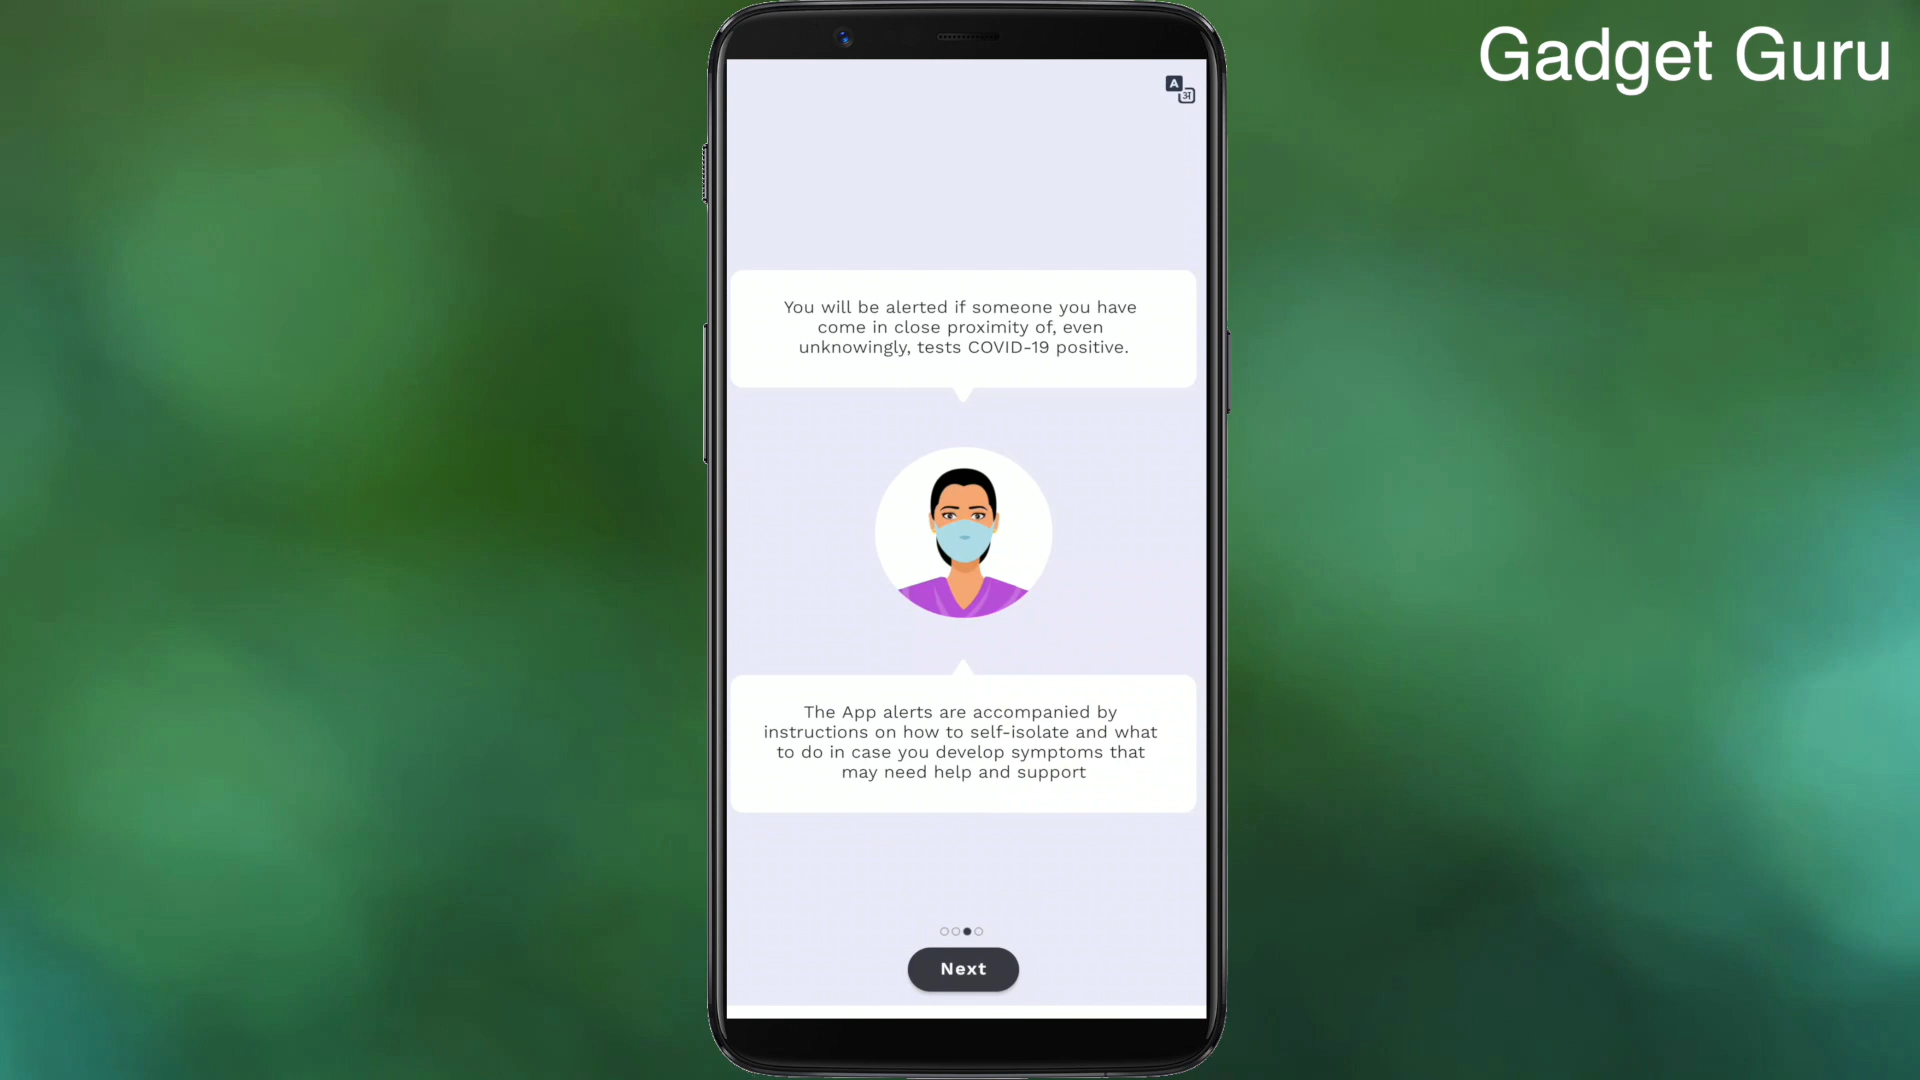 Gadget Guru
A
अ
You will be alerted if someone you have
come in close proximity of, even
unknowingly, tests COVID-19 positive.
The App alerts are accompanied by
instructions on how to self-isolate and what
to do in case you develop symptoms that
may need help and support
Next